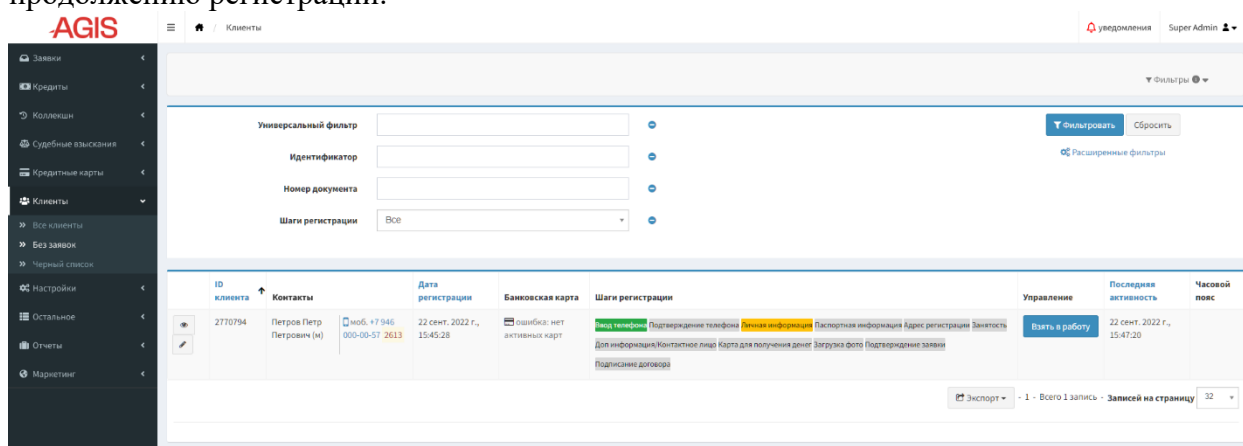 продолжению регистрации.
AGIS
Клиенты
уведомления Super Admin
Заявки
Кредиты
Коллекшн
Судебные взыскания
Кредитные карты
Клиенты
Все клиенты
Без заявок
Черный список
Настройки
Остальное
Отчеты
Маркетинг
Фильтры
Универсальный фильтр
Идентификатор
Номер документа
Шаги регистрации Все
Фильтровать Сбросить
Расширенные фильтры
ID клиента Контакты Дата регистрации Банковская карта Шаги регистрации Управление Последняя активность Часовой пояс
2770794 Петров Петр Петрович (м) моб. +7 946 000-00-57 2613 22 сент. 2022 г., 15:45:28 ошибка: нет активных карт
Ввод телефона Подтверждение телефона Личная информация Паспортная информация Адрес регистрации Занятость
Доп информация/Контактное лицо Карта для получения денег Загрузка фото Подтверждение заявки
Подписание договора
Взять в работу 22 сент. 2022 г., 15:47:20
Экспорт - 1 - Всего 1 запись - Записей на страницу 32